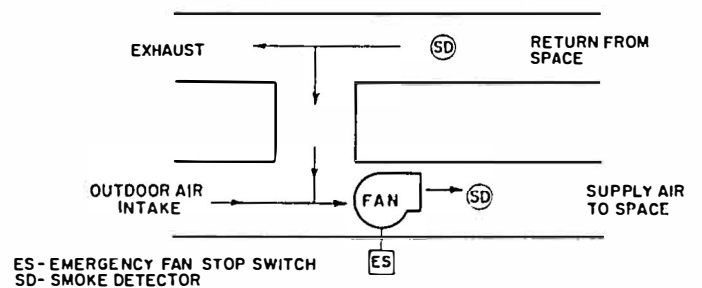 EXHAUST
SD
RETURN FROM
SPACE
OUTDOOR AIR
INTAKE
FAN
SD
SUPPLY AIR
TO SPACE
ES
ES- EMERGENCY FAN STOP SWITCH
SD- SMOKE DETECTOR